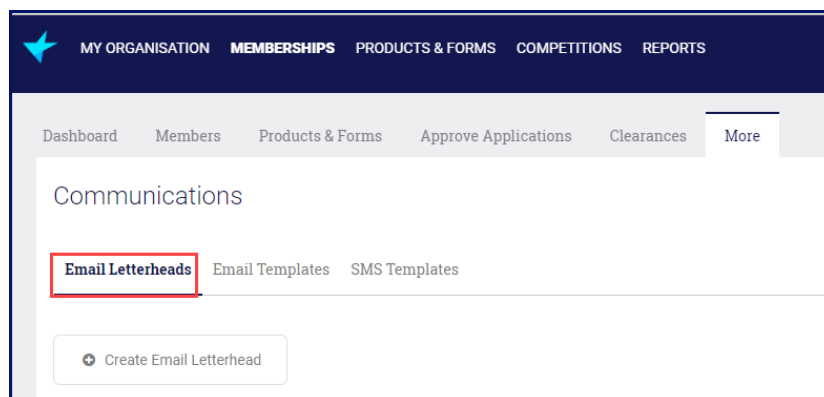 MY ORGANISATION MEMBERSHIPS PRODUCTS & FORMS COMPETITIONS REPORTS
Dashboard Members Products & Forms Approve Applications Clearances More
Communications
Email Letterheads Email Templates SMS Templates
Create Email Letterhead